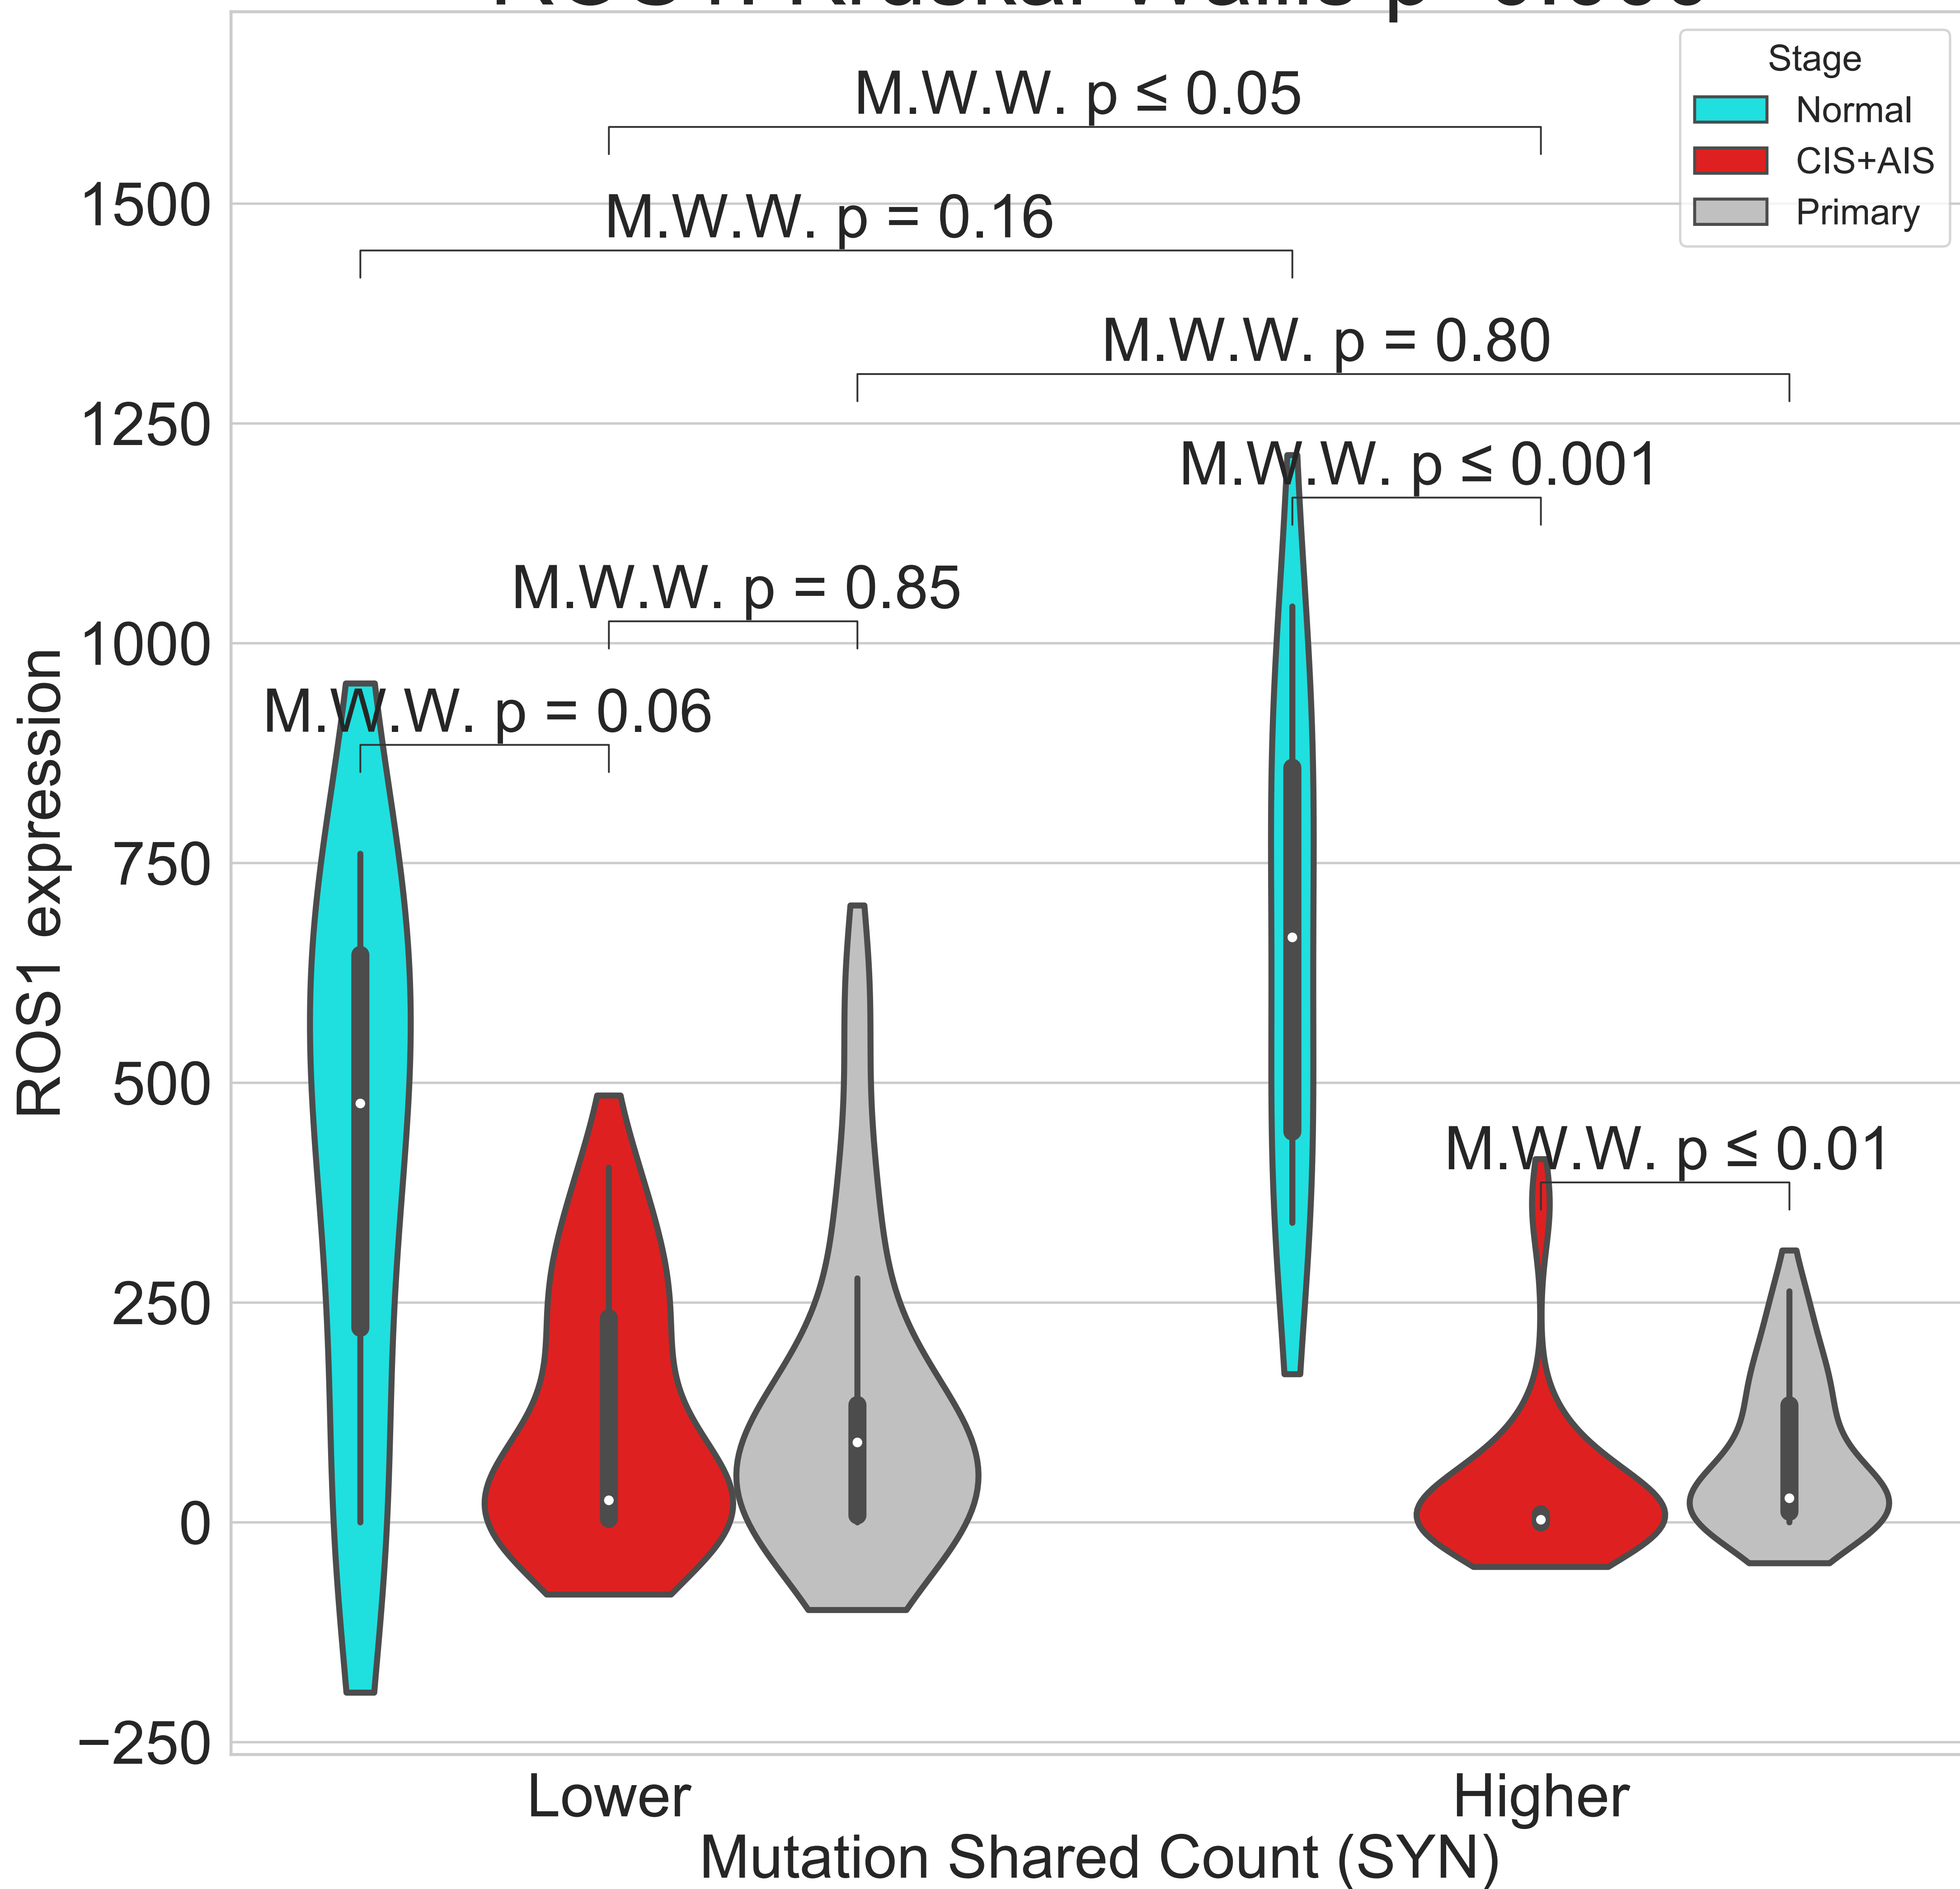 Stage
Normal
CIS+AIS
Primary
M.W.W. p ≤ 0.05
M.W.W. p = 0.16
M.W.W. p = 0.80
M.W.W. p ≤ 0.001
M.W.W. p = 0.85
M.W.W. p = 0.06
M.W.W. p ≤ 0.01
1500
1250
1000
750
500
250
0
−250
ROS1 expression
Lower
Higher
Mutation Shared Count (SYN)